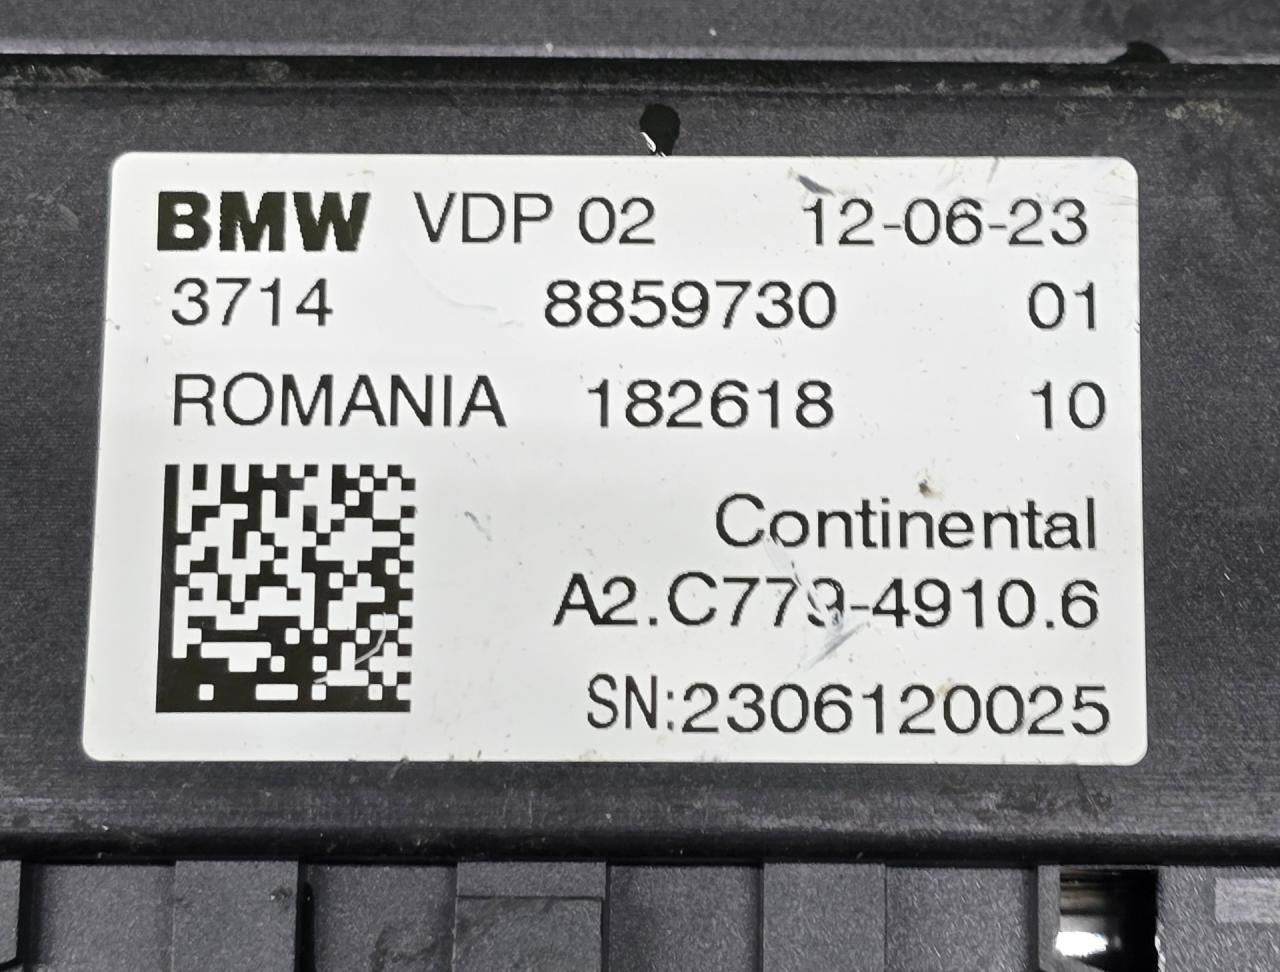 BMW VDP 02 12-06-23
3714 8859730 01
ROMANIA 182618 10
Continental
A2.C779-4910.6
SN:2306120025